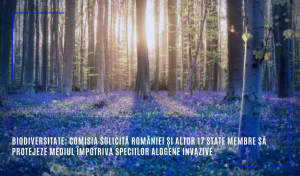 BIODIVERSITATE: COMISIA SOLICITĂ ROMÂNIEI ȘI ALTOR 17 STATE MEMBRE SĂ
PROTEJEZE MEDIUL ÎMPOTRIVA SPECIILOR ALOGENE INVAZIVE